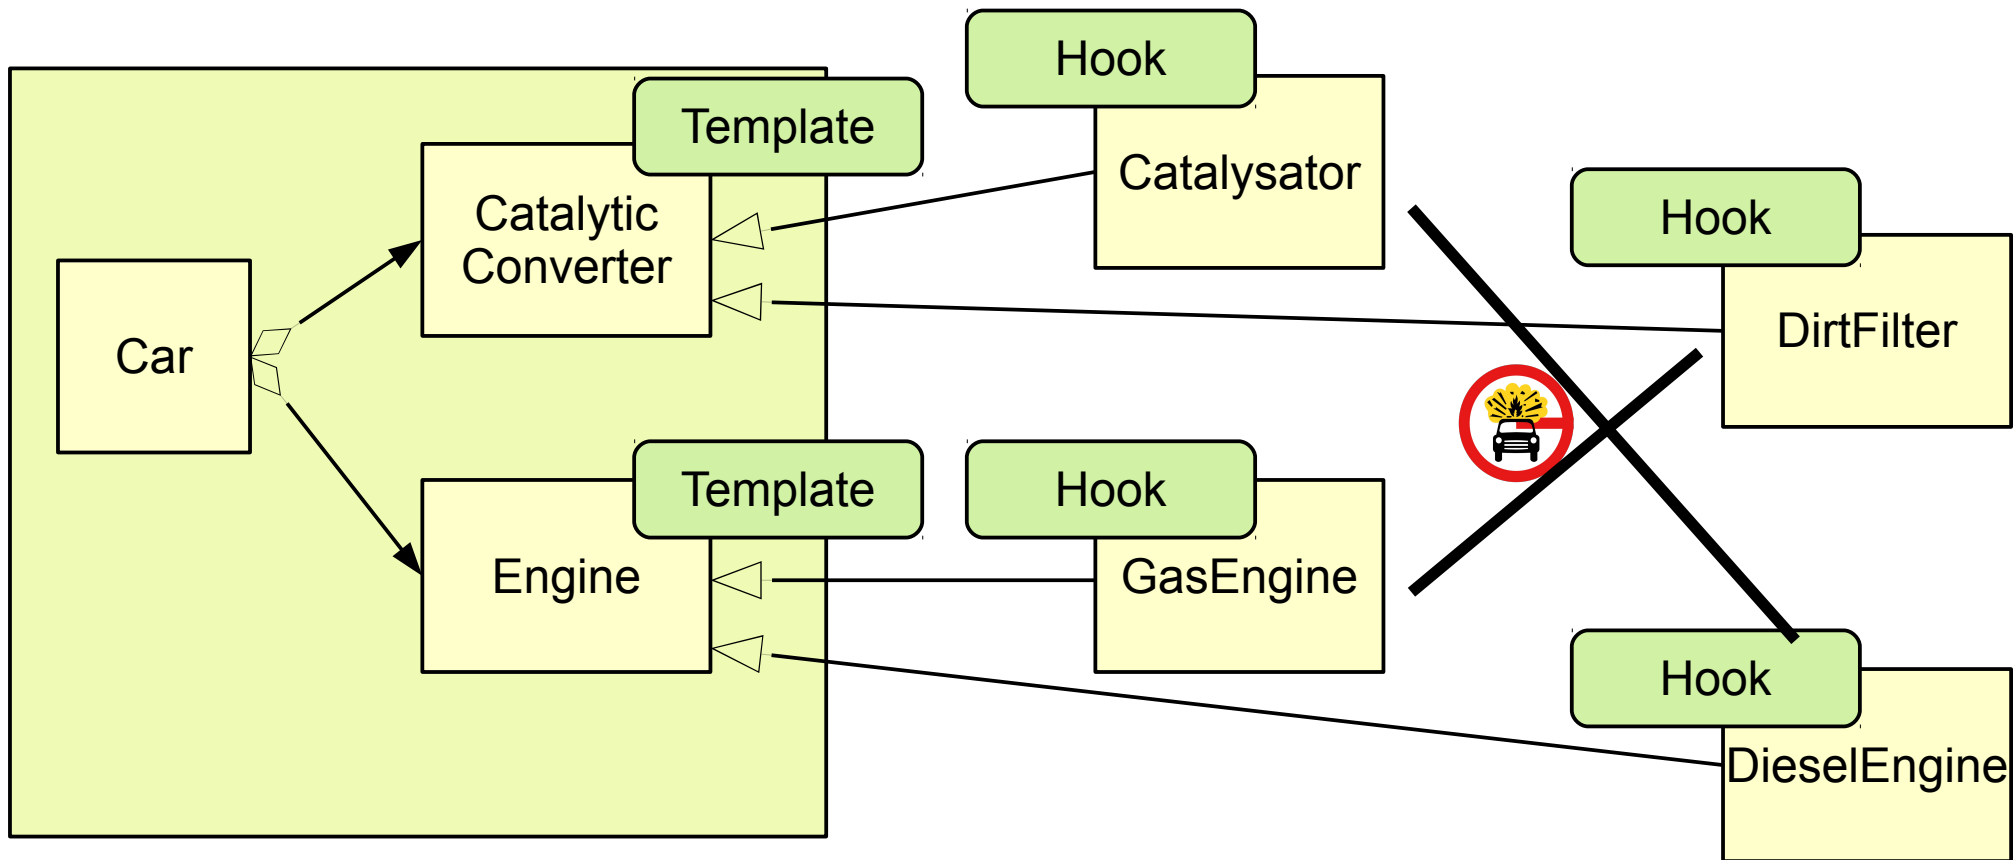 Hook
Template
Catalysator
Catalytic
Converter
Hook
Car
DirtFilter
Template
Hook
Engine
GasEngine
Hook
DieselEngine